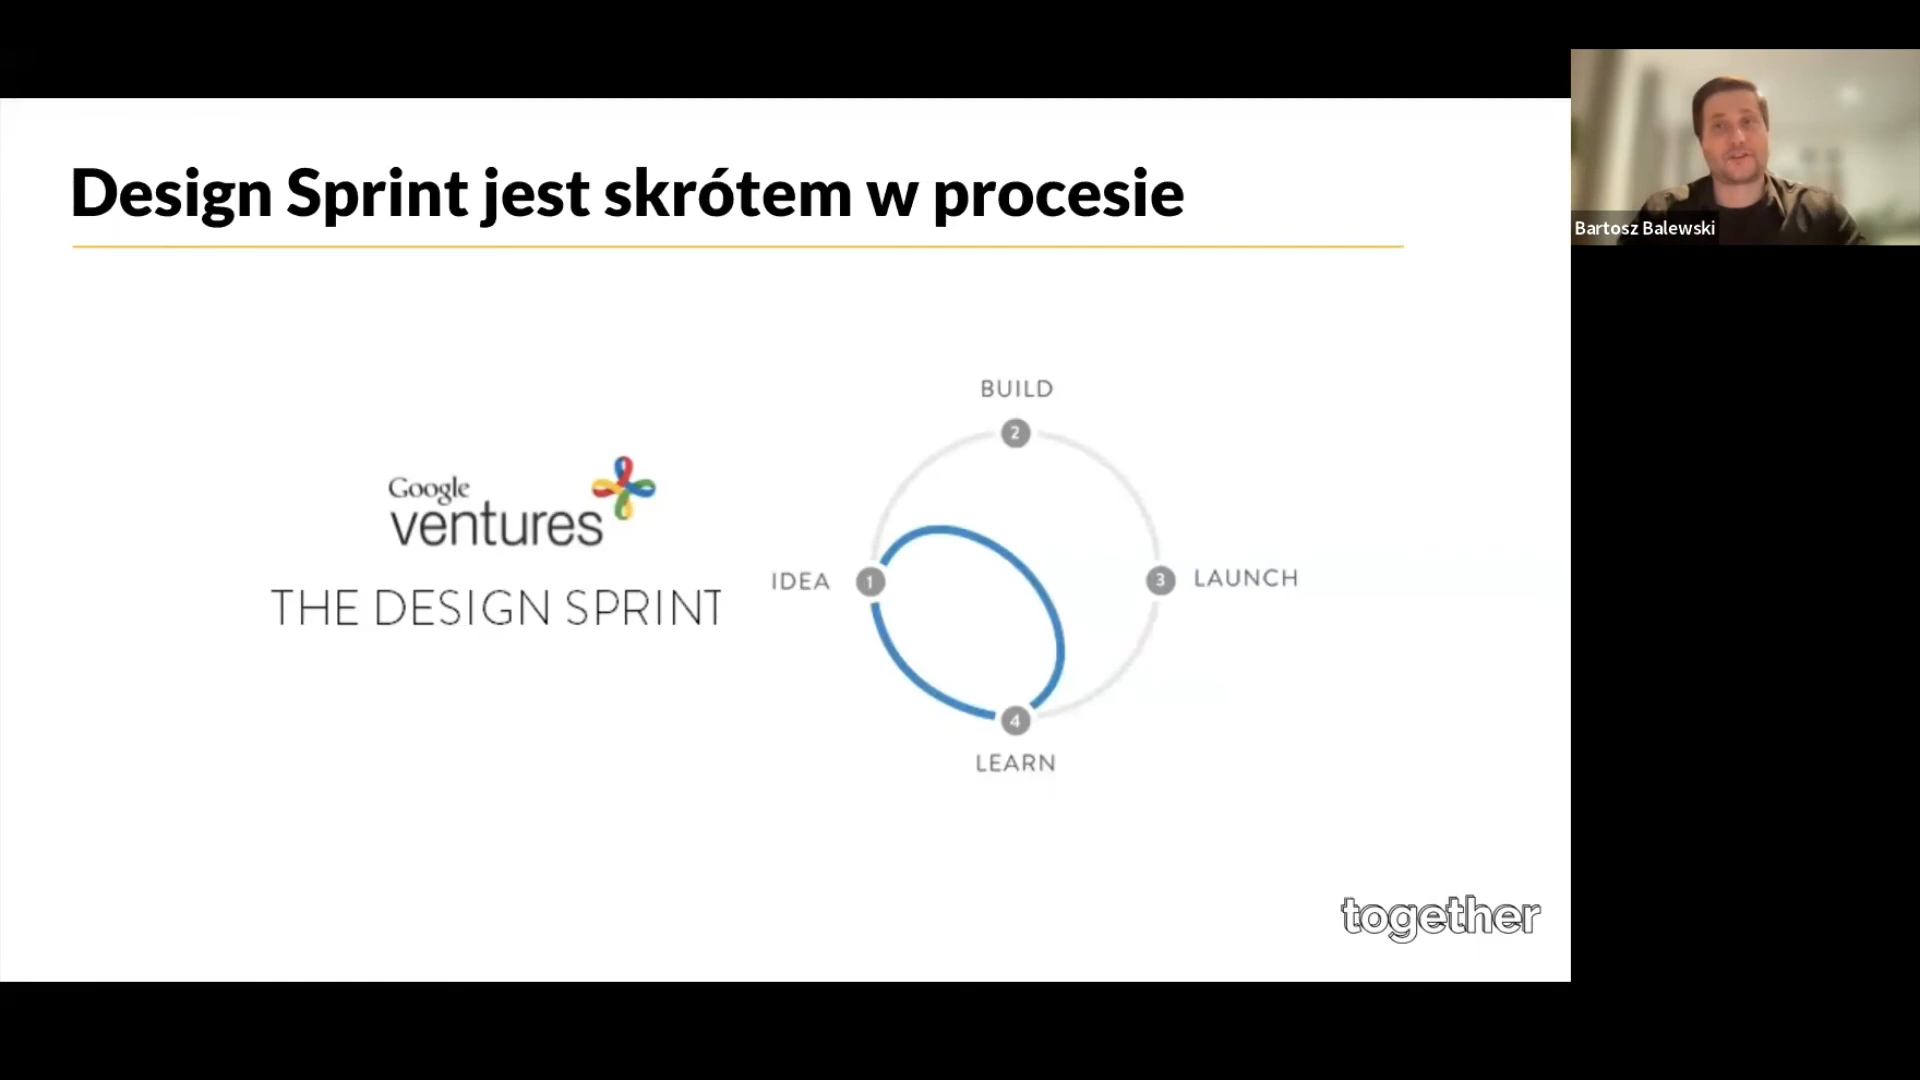 Design Sprint jest skrótem w procesie
Bartosz Balewski
Google
ventures
THE DESIGN SPRINT
BUILD
2
IDEA
1
3
LAUNCH
4
LEARN
together